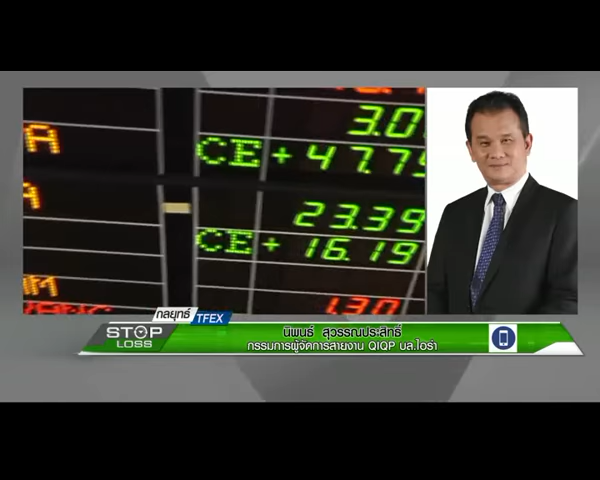 3.0
A
CE + 47.75
A
23.39
CE + 16.19
1.30
กลยุทธ์ TFEX
STOP LOSS
นิพนธ์ สุวรรณประสิทธิ์
กรรมการผู้จัดการสายงาน QIQP บล.ไอร่า